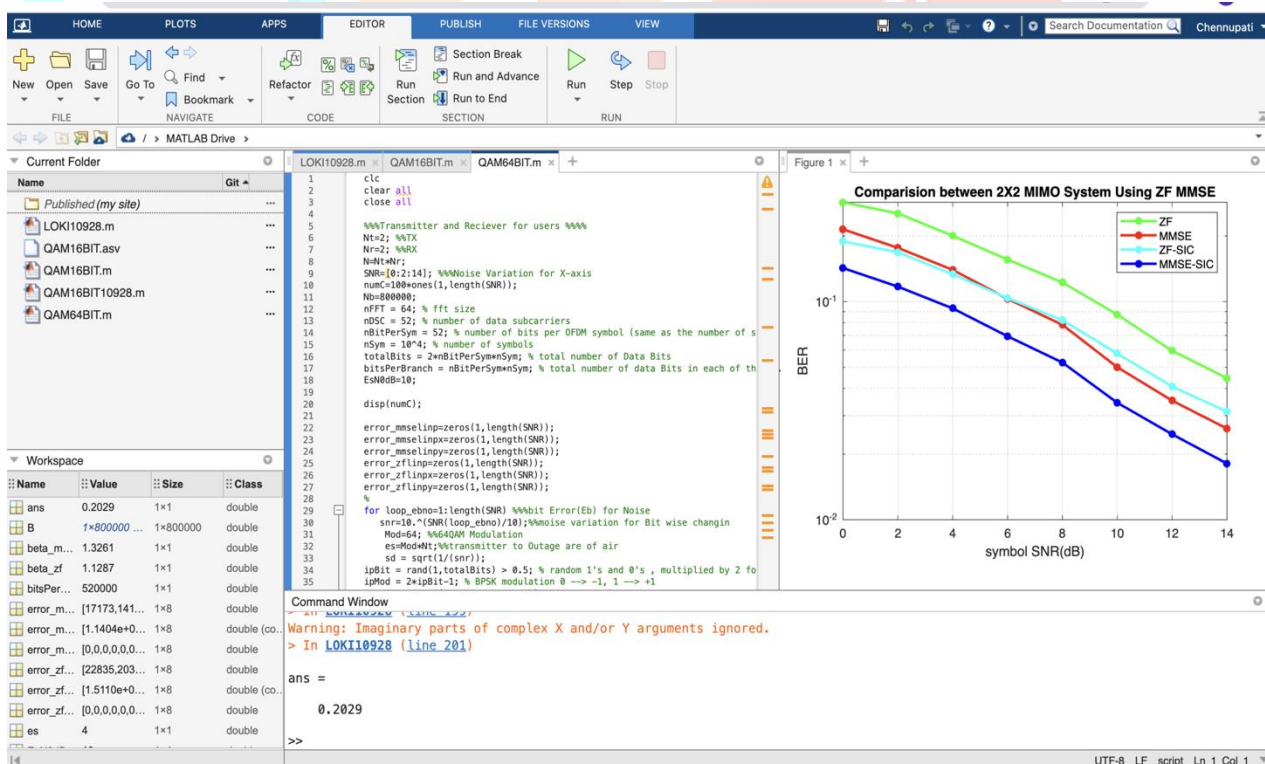 HOME PLOTS APPS EDITOR PUBLISH FILE VERSIONS VIEW
Search Documentation
Chennupati
New Open Save
Go To
Find
Bookmark
Refactor
Run Section
Section Break
Run and Advance
Run to End
Run Step Stop
FILE NAVIGATE CODE SECTION RUN
/ > MATLAB Drive >
Current Folder
Name Git
Published (my site)
LOKI10928.m
QAM16BIT.asv
QAM16BIT.m
QAM16BIT10928.m
QAM64BIT.m
Workspace
Name Value Size Class
ans 0.2029 1×1 double
B 1×800000 ... 1×800000 double
beta_m... 1.3261 1×1 double
beta_zf 1.1287 1×1 double
bitsPer... 520000 1×1 double
error_m... [17173,141... 1×8 double
error_m... [1.1404e+0... 1×8 double (co...
error_m... [0,0,0,0,0,0... 1×8 double
error_zf... [22835,203... 1×8 double
error_zf... [1.5110e+0... 1×8 double (co...
error_zf... [0,0,0,0,0,0... 1×8 double
es 4 1×1 double
LOKI10928.m × QAM16BIT.m × QAM64BIT.m × +
1 clc
2 clear all
3 close all
4
5 %%%Transmitter and Reciever for users %%%%
6 Nt=2; %%TX
7 Nr=2; %%RX
8 N=Nt*Nr;
9 SNR=[0:2:14]; %%%Noise Variation for X-axis
10 numC=100*ones(1,length(SNR));
11 Nb=800000;
12 nFFT = 64; % fft size
13 nDSC = 52; % number of data subcarriers
14 nBitPerSym = 52; % number of bits per OFDM symbol (same as the number of s
15 nSym = 10^4; % number of symbols
16 totalBits = 2*nBitPerSym*nSym; % total number of Data Bits
17 bitsPerBranch = nBitPerSym*nSym; % total number of data Bits in each of th
18 EsN0dB=10;
19
20 disp(numC);
21
22 error_mmselinp=zeros(1,length(SNR));
23 error_mmselinpx=zeros(1,length(SNR));
24 error_mmselinpy=zeros(1,length(SNR));
25 error_zflinp=zeros(1,length(SNR));
26 error_zflinpx=zeros(1,length(SNR));
27 error_zflinpy=zeros(1,length(SNR));
28 %
29 for loop_ebno=1:length(SNR) %%%bit Error(Eb) for Noise
30 snr=10.^(SNR(loop_ebno)/10);%%moise variation for Bit wise changin
31 Mod=64; %%64QAM Modulation
32 es=Mod*Nt;%%transmitter to Outage are of air
33 sd = sqrt(1/(snr));
34 ipBit = rand(1,totalBits) > 0.5; % random 1's and 0's , multiplied by 2 fo
35 ipMod = 2*ipBit-1; % BPSK modulation 0 --> -1, 1 --> +1
Figure 1 × +
Comparision between 2X2 MIMO System Using ZF MMSE
ZF
MMSE
ZF-SIC
MMSE-SIC
BER
10-1
10-2
0 2 4 6 8 10 12 14
symbol SNR(dB)
Command Window
Warning: Imaginary parts of complex X and/or Y arguments ignored.
> In LOKI10928 (line 201)
ans =
0.2029
>>
UTF-8 LF script Ln 1 Col 1